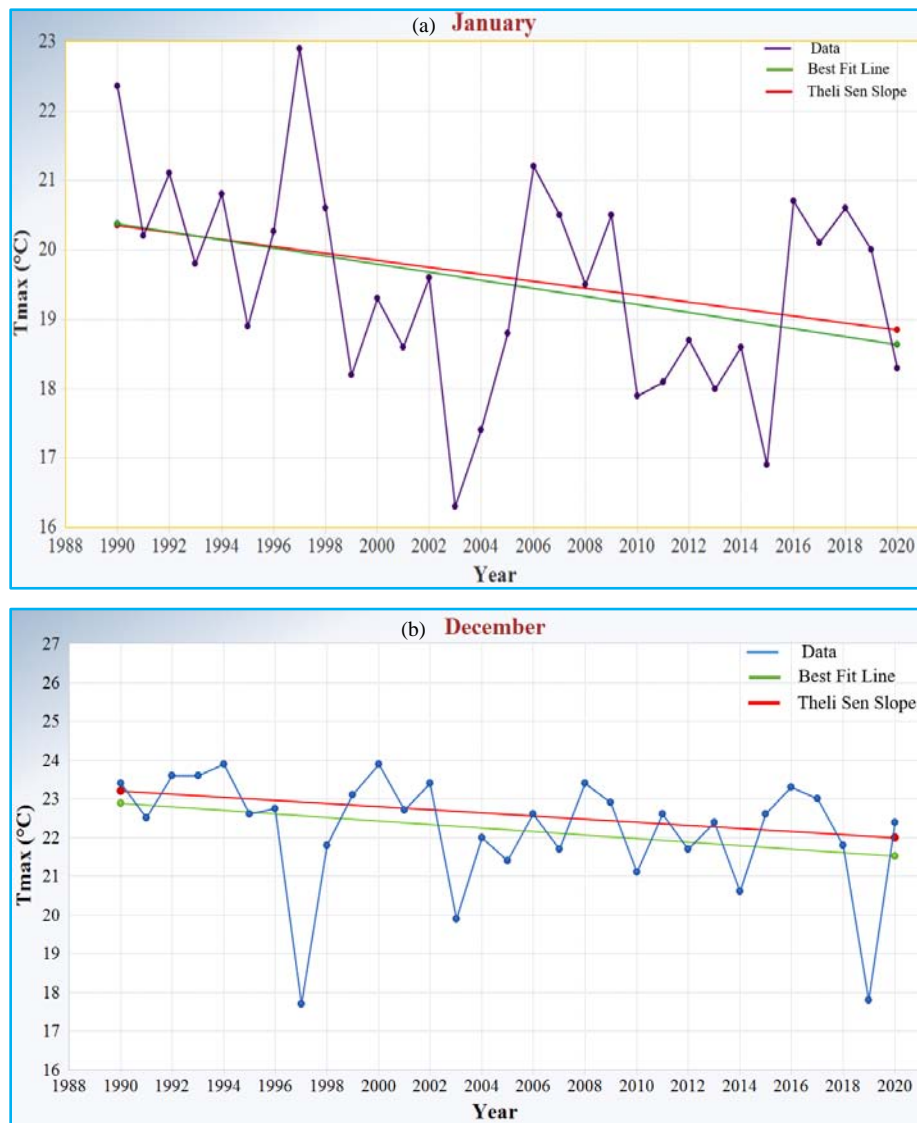 (a) January
23
22
21
20
19
18
17
16
Tmax (°C)
Data
Best Fit Line
Theli Sen Slope
1988 1990 1992 1994 1996 1998 2000 2002 2004 2006 2008 2010 2012 2014 2016 2018 2020
Year
(b) December
27
26
25
24
23
22
21
20
19
18
17
16
Tmax (°C)
Data
Best Fit Line
Theli Sen Slope
1988 1990 1992 1994 1996 1998 2000 2002 2004 2006 2008 2010 2012 2014 2016 2018 2020
Year